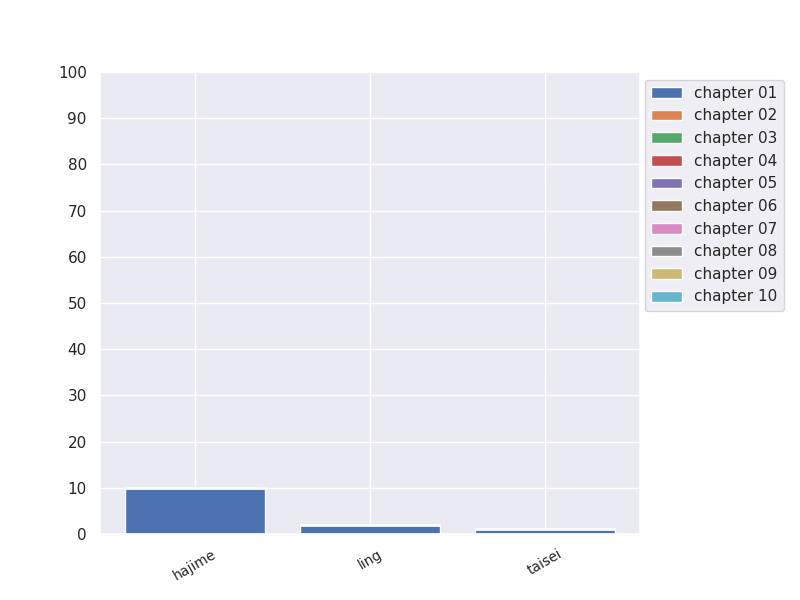 100
90
80
70
60
50
40
30
20
10
0
hajime
ling
taisei
chapter 01
chapter 02
chapter 03
chapter 04
chapter 05
chapter 06
chapter 07
chapter 08
chapter 09
chapter 10